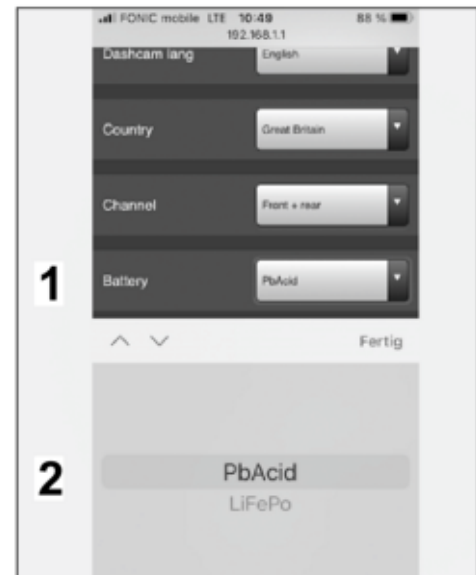 FONIC mobile LTE 10:49 88 %
192.168.1.1
Dashcam lang English
Country Great Britain
Channel Front + rear
1 Battery PbAcid
Fertig
2 PbAcid
LiFePo